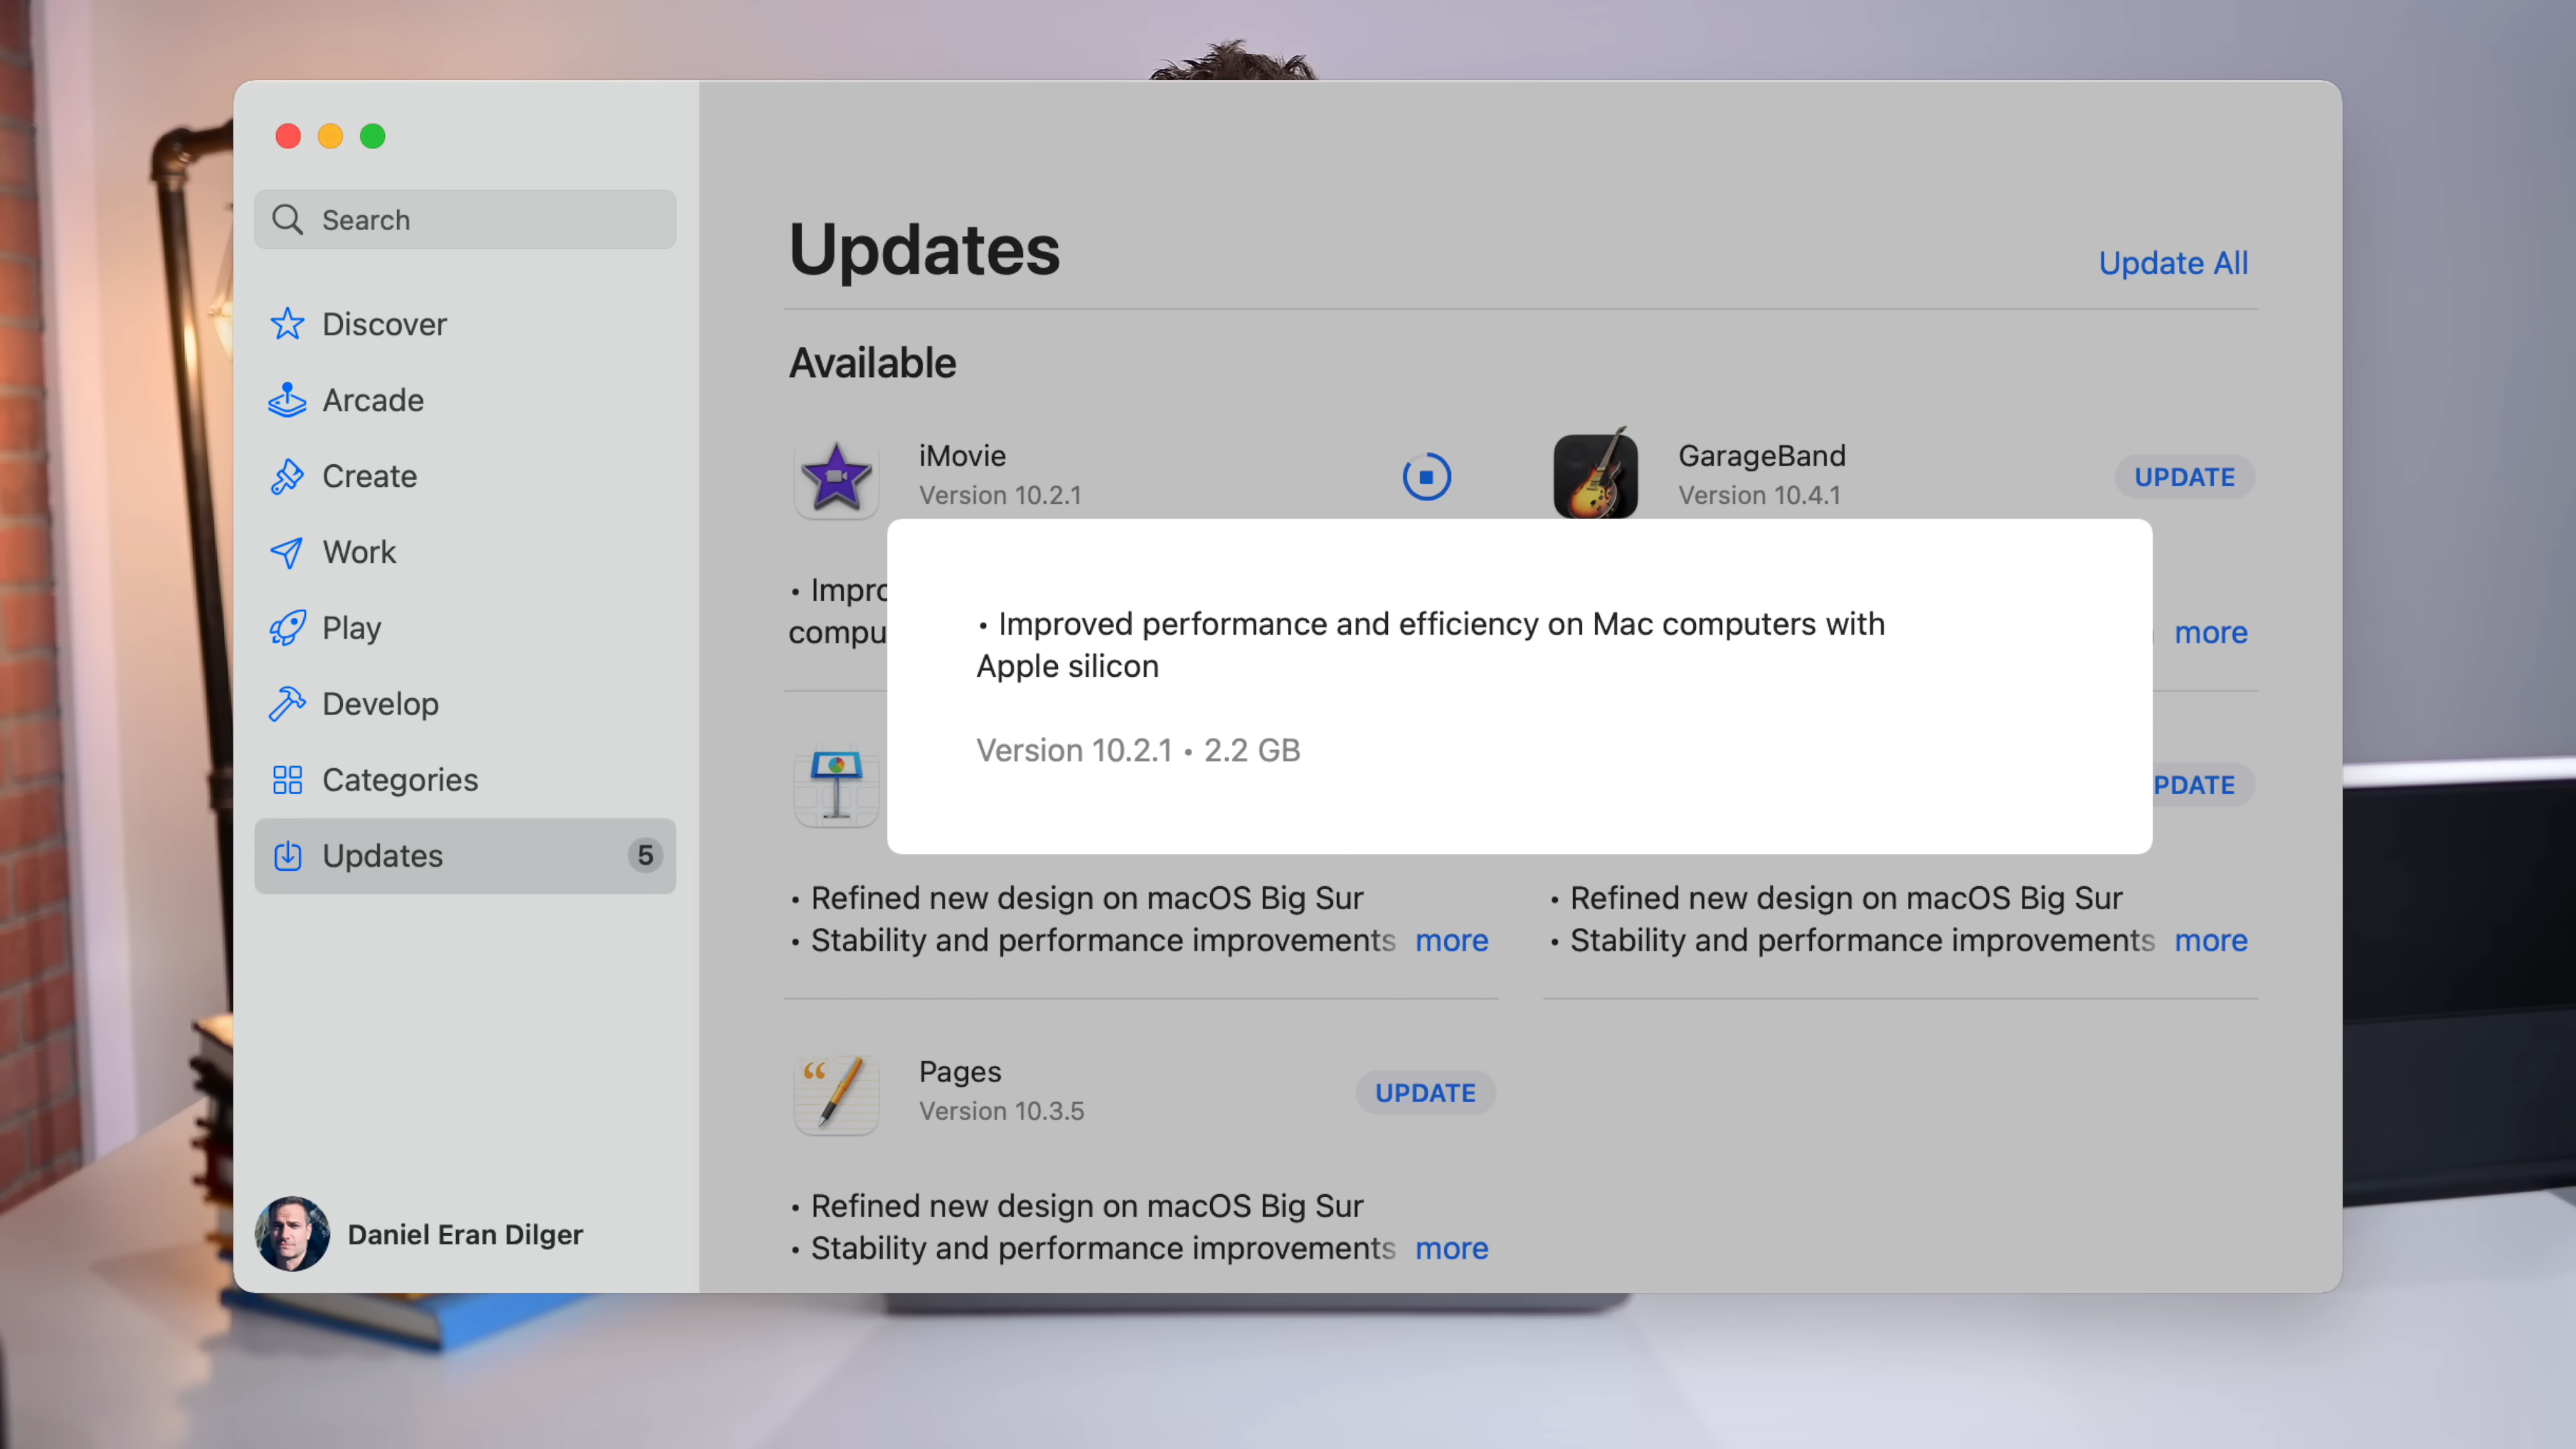 Search
Discover
Arcade
Create
Work
Play
Develop
Categories
Updates 5
Daniel Eran Dilger
Updates
Update All
Available
iMovie
Version 10.2.1
GarageBand
Version 10.4.1
UPDATE
• Impro
compu
more
• Improved performance and efficiency on Mac computers with
Apple silicon
Version 10.2.1 • 2.2 GB
PDATE
• Refined new design on macOS Big Sur
• Stability and performance improvements more
• Refined new design on macOS Big Sur
• Stability and performance improvements more
Pages
Version 10.3.5
UPDATE
• Refined new design on macOS Big Sur
• Stability and performance improvements more